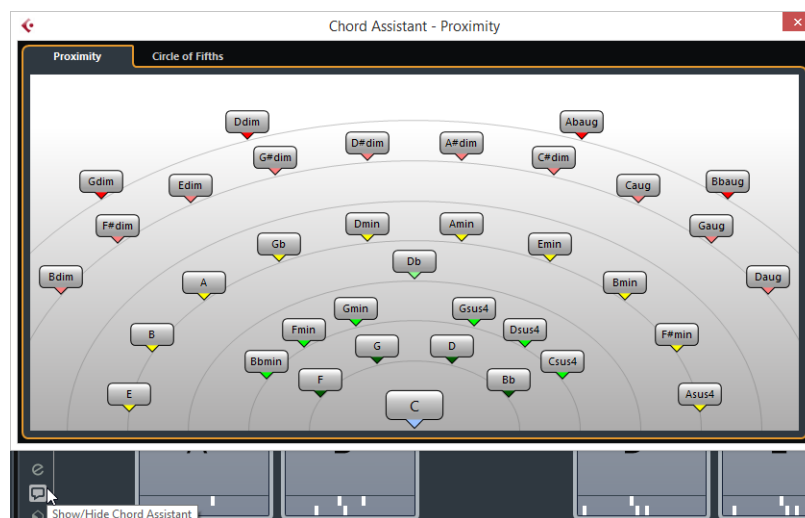 Chord Assistant - Proximity
Proximity
Circle of Fifths
Ddim
Abaug
D#dim
A#dim
G#dim
C#dim
Gdim
Edim
Caug
Bbaug
F#dim
Dmin
Amin
Gaug
Gb
Emin
Db
Bdim
A
Bmin
Daug
Gmin
Gsus4
B
Fmin
Dsus4
F#min
G
D
Bbmin
Csus4
F
Bb
E
C
Asus4
Show/Hide Chord Assistant